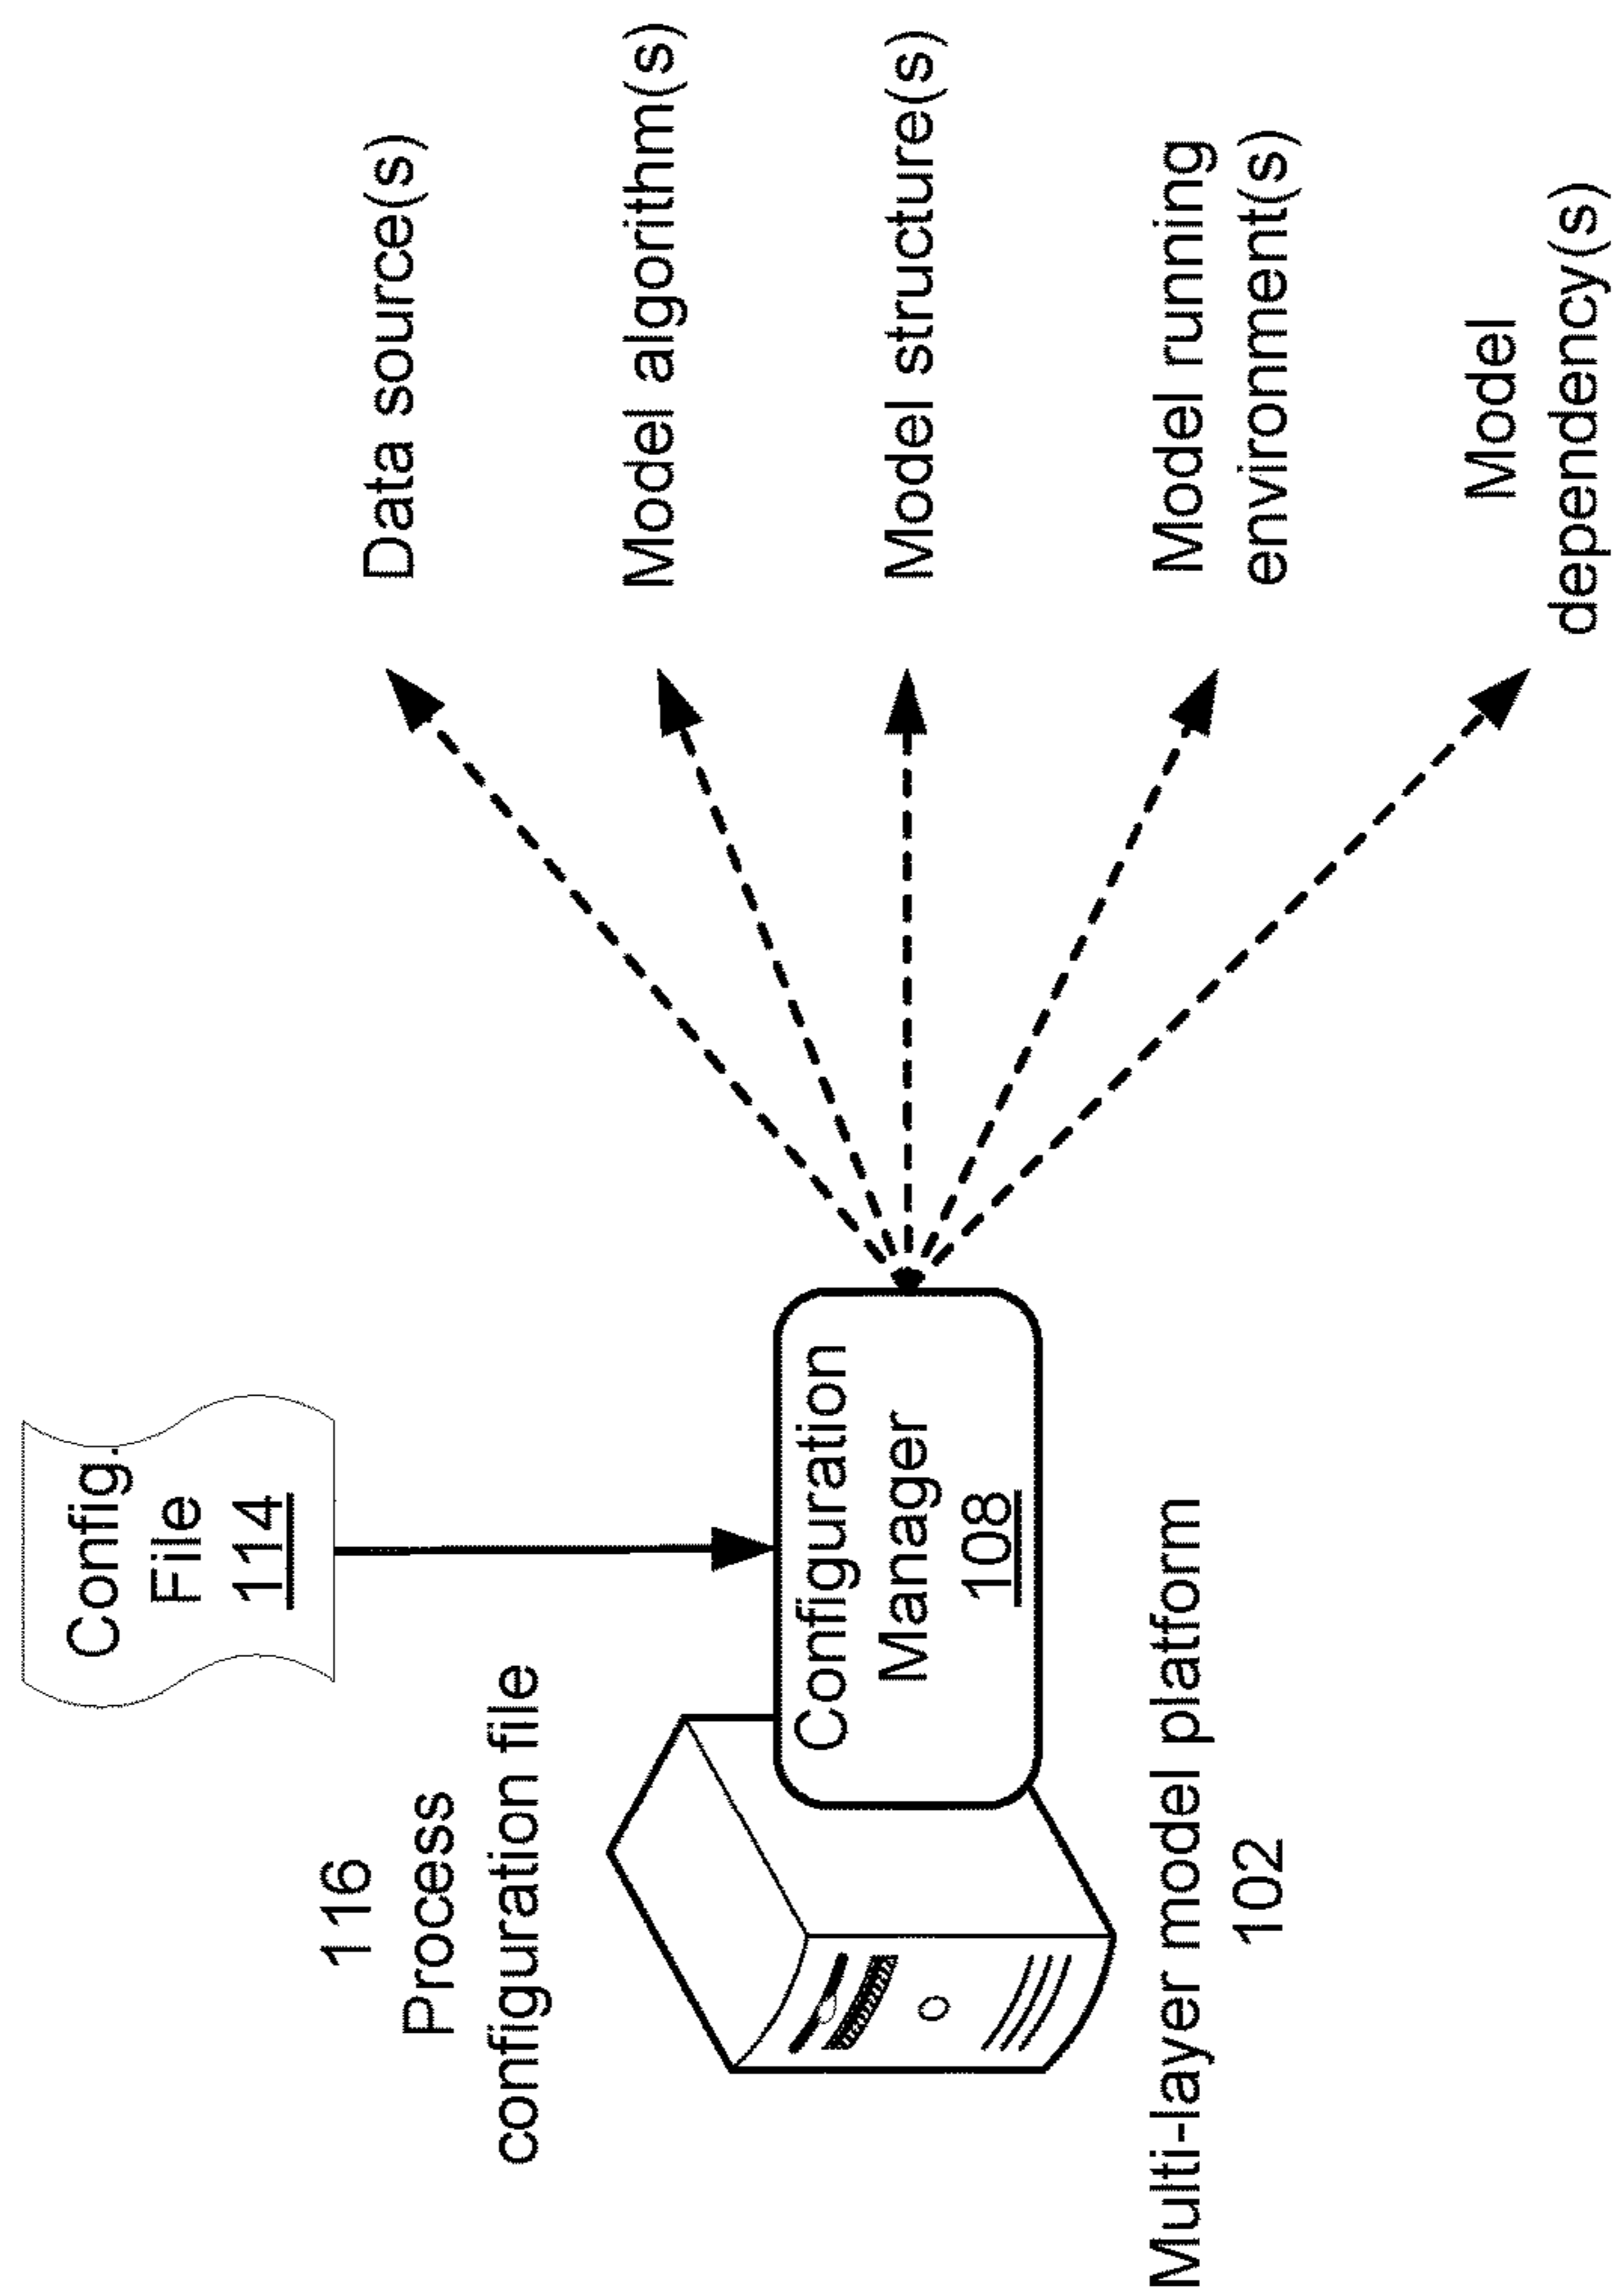 Config.
File
114
116
Process
configuration file
Configuration
Manager
108
Multi-layer model platform
102
Data source(s)
Model algorithm(s)
Model structure(s)
Model running
environment(s)
Model
dependency(s)